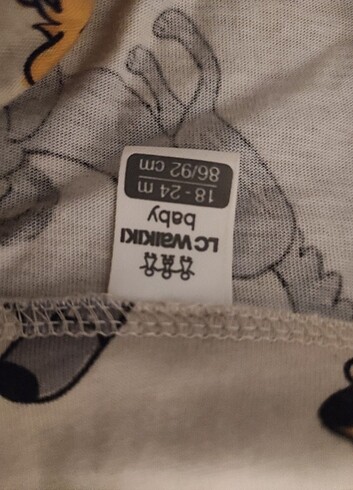 LC WAIKIKI
baby
18 - 24 m
86/92 cm